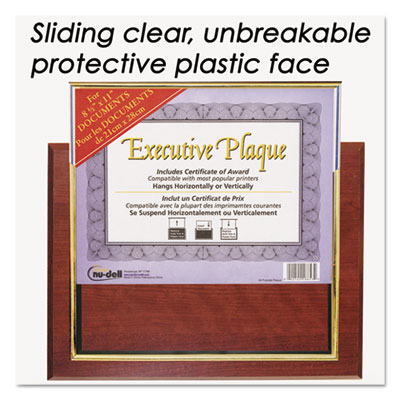 Sliding clear, unbreakable
protective plastic face
For
8 ½" x 11"
DOCUMENTS
Pour les DOCUMENTS
de 21cm x 28cm
Executive Plaque
Includes Certificate of Award
Compatible with most popular printers
Hangs Horizontally or Vertically
Inclut un Certificat de Prix
Compatible avec la plupart des imprimantes courantes
Se Suspend Horizontalement ou Verticalement
nu-dell